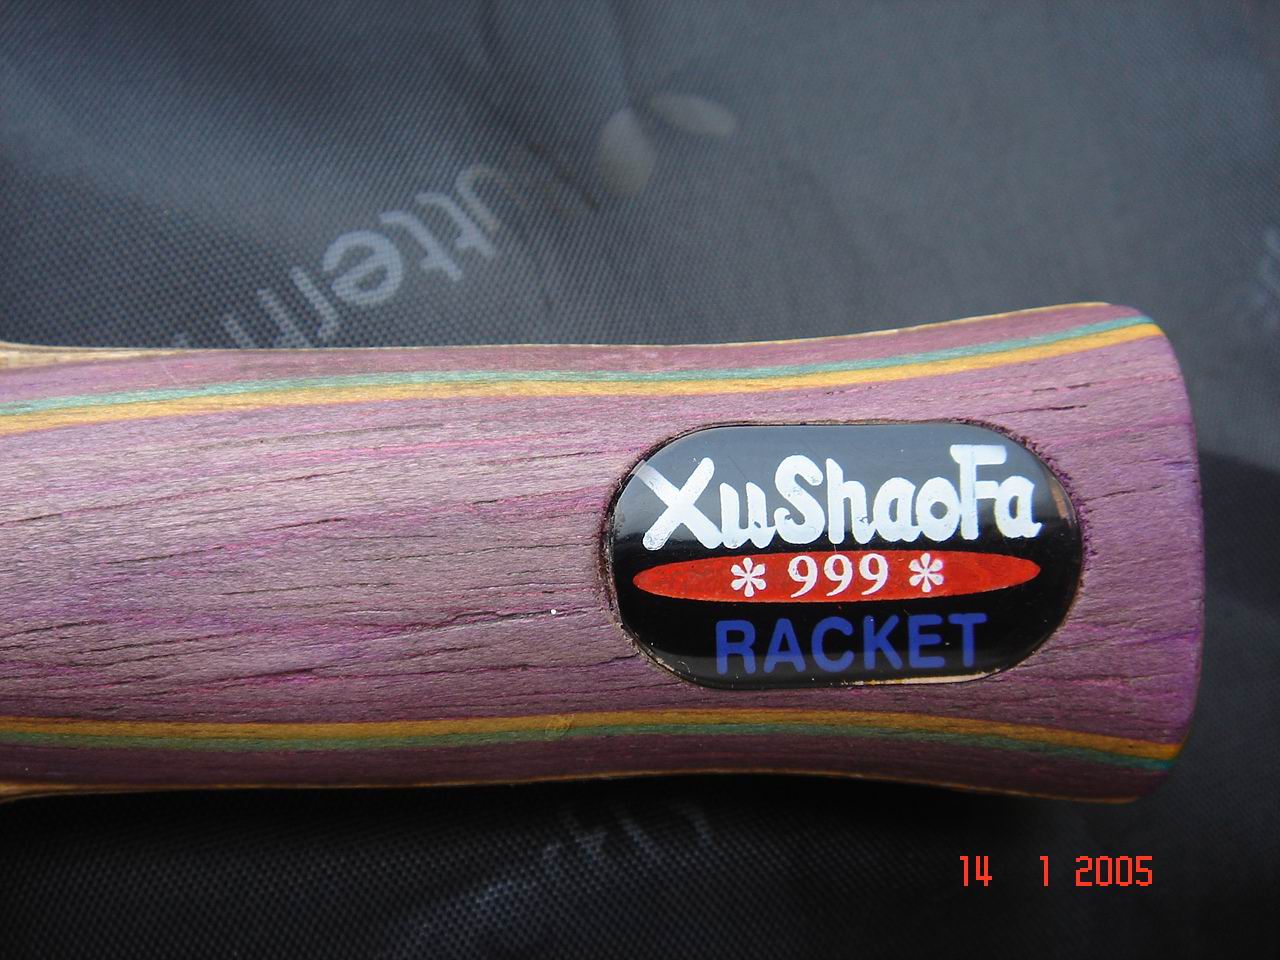 XuShaoFa
* 999 *
RACKET
14 1 2005